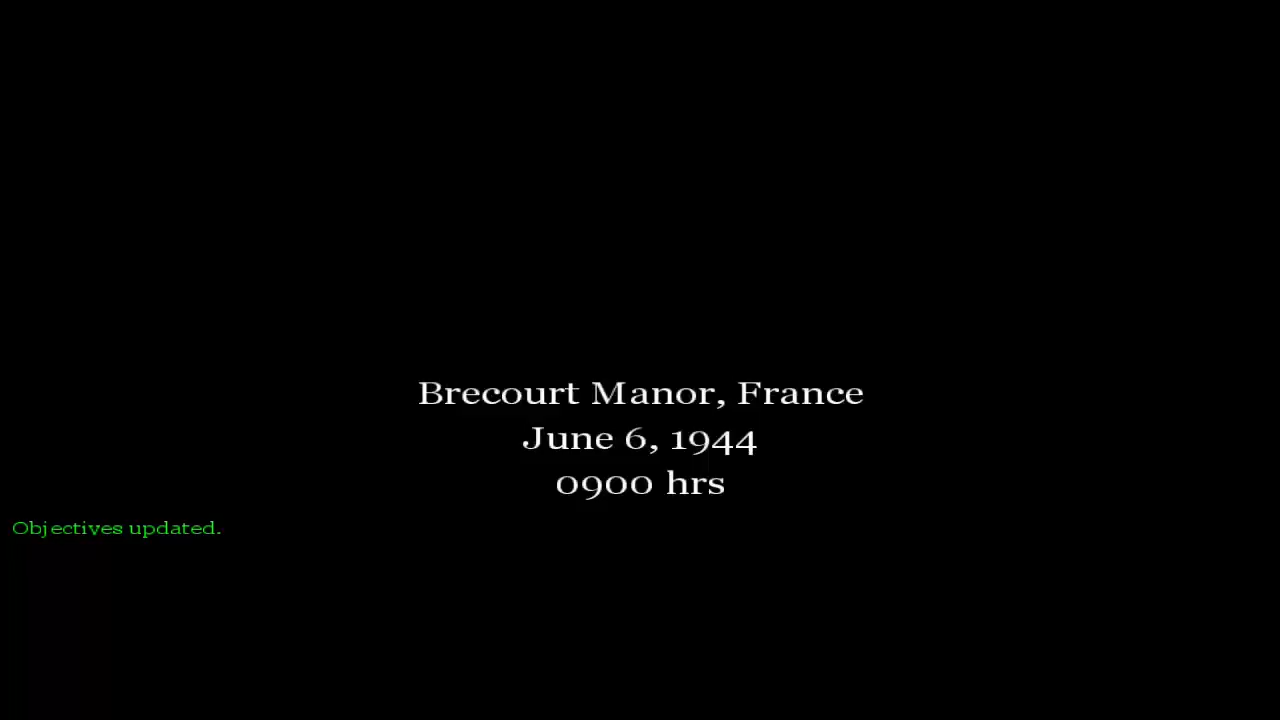 Brecourt Manor, France
June 6, 1944
0900 hrs
Objectives updated.